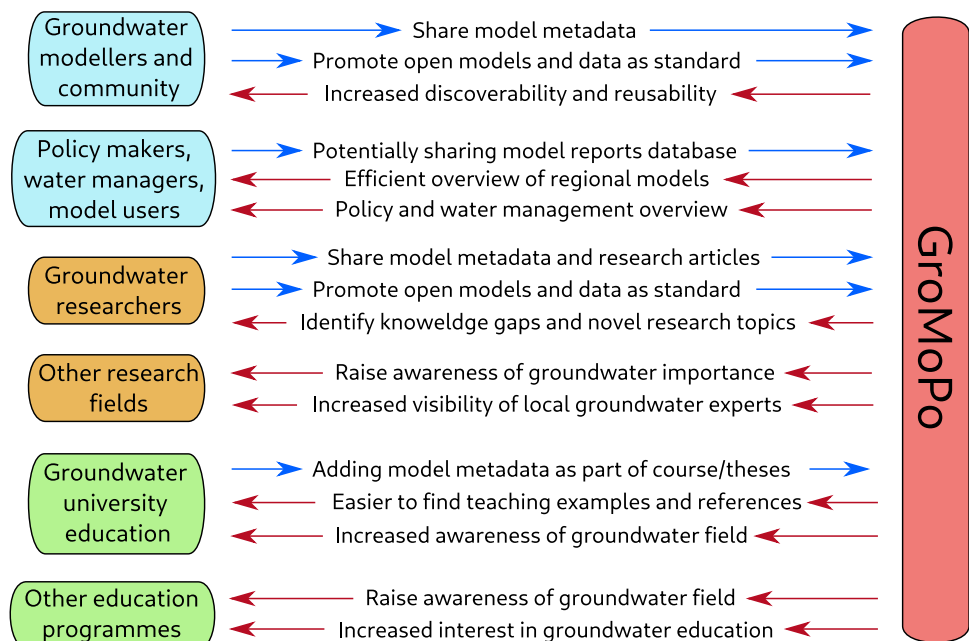 Groundwater
modellers and
community
Share model metadata
Promote open models and data as standard
Increased discoverability and reusability
Policy makers,
water managers,
model users
Potentially sharing model reports database
Efficient overview of regional models
Policy and water management overview
Groundwater
researchers
Share model metadata and research articles
Promote open models and data as standard
Identify knoweldge gaps and novel research topics
Other research
fields
Raise awareness of groundwater importance
Increased visibility of local groundwater experts
Groundwater
university
education
Adding model metadata as part of course/theses
Easier to find teaching examples and references
Increased awareness of groundwater field
Other education
programmes
Raise awareness of groundwater field
Increased interest in groundwater education
GroMoPo